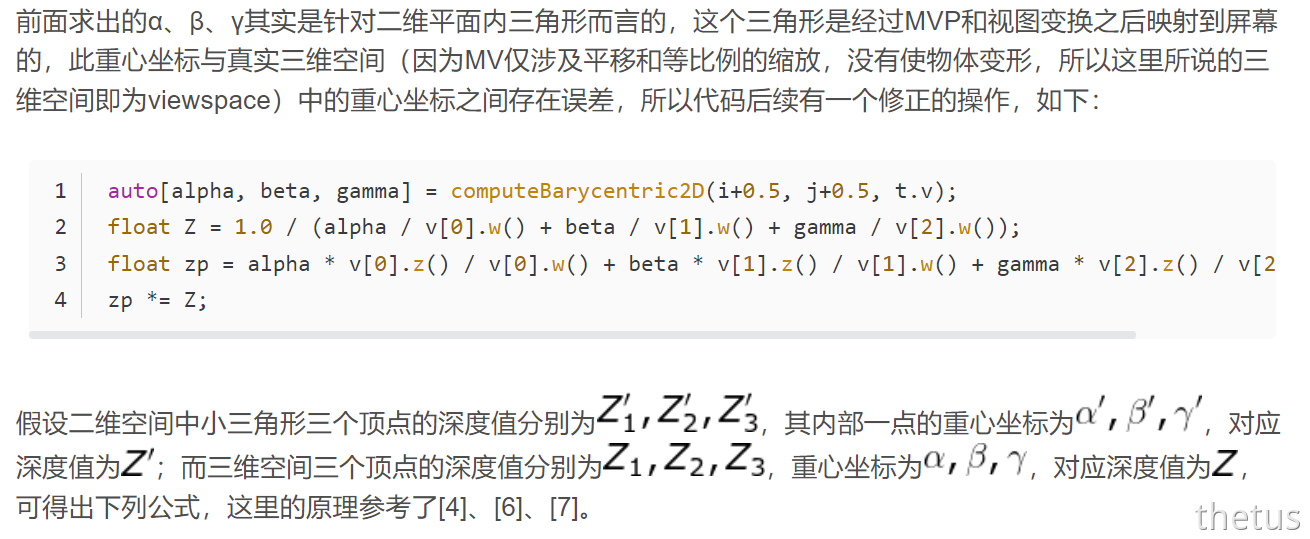 前面求出的α、β、γ其实是针对二维平面内三角形而言的，这个三角形是经过MVP和视图变换之后映射到屏幕
的，此重心坐标与真实三维空间（因为MV仅涉及平移和等比例的缩放，没有使物体变形，所以这里所说的三
维空间即为viewspace）中的重心坐标之间存在误差，所以代码后续有一个修正的操作，如下：
1 auto[alpha, beta, gamma] = computeBarycentric2D(i+0.5, j+0.5, t.v);
2 float Z = 1.0 / (alpha / v[0].w() + beta / v[1].w() + gamma / v[2].w());
3 float zp = alpha * v[0].z() / v[0].w() + beta * v[1].z() / v[1].w() + gamma * v[2].z() / v[2
4 zp *= Z;
假设二维空间中小三角形三个顶点的深度值分别为Z′₁,Z′₂,Z′₃，其内部一点的重心坐标为α′,β′,γ′，对应
深度值为Z′；而三维空间三个顶点的深度值分别为Z₁,Z₂,Z₃，重心坐标为α,β,γ，对应深度值为Z，
可得出下列公式，这里的原理参考了[4]、[6]、[7]。
thetus